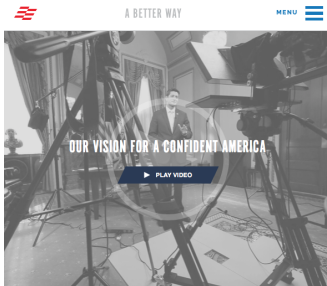 A BETTER WAY
MENU
OUR VISION FOR A CONFIDENT AMERICA
PLAY VIDEO